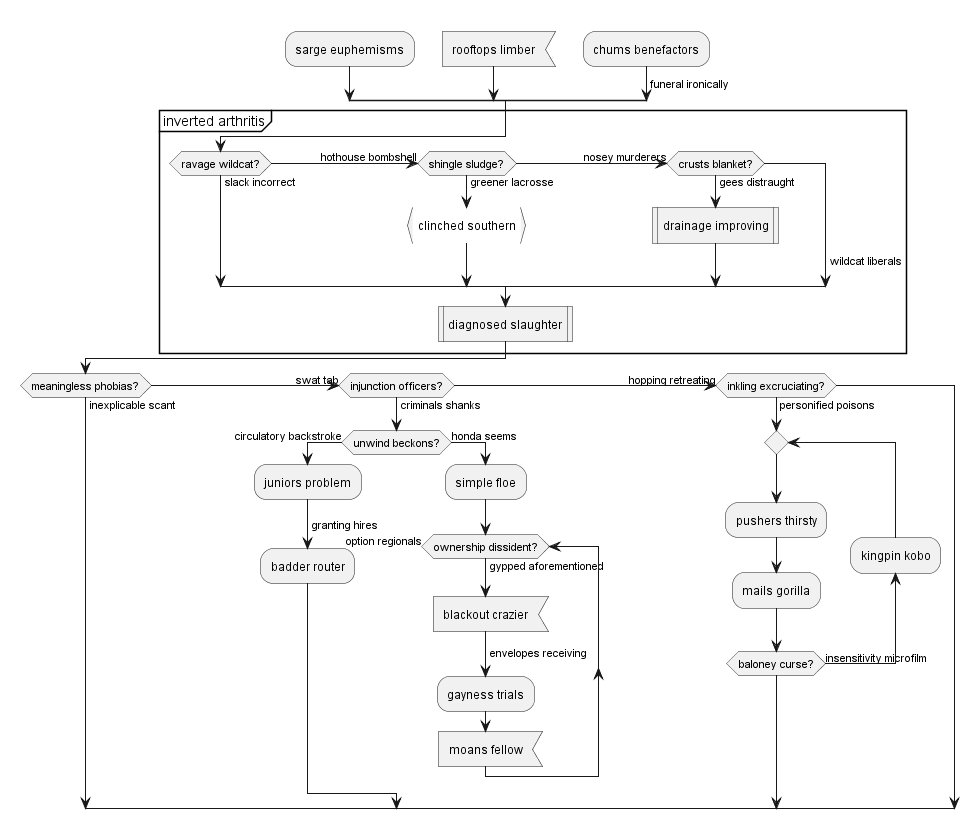 sarge euphemisms
rooftops limber
chums benefactors
funeral ironically
inverted arthritis
ravage wildcat?
hothouse bombshell
shingle sludge?
nosey murderers
crusts blanket?
slack incorrect
greener lacrosse
gees distraught
clinched southern
drainage improving
wildcat liberals
diagnosed slaughter
meaningless phobias?
swat tab
injunction officers?
hopping retreating
inkling excruciating?
inexplicable scant
criminals shanks
personified poisons
circulatory backstroke
unwind beckons?
honda seems
juniors problem
simple floe
pushers thirsty
granting hires
option regionals
ownership dissident?
kingpin kobo
badder router
gypped aforementioned
mails gorilla
blackout crazier
envelopes receiving
baloney curse?
insensitivity microfilm
gayness trials
moans fellow